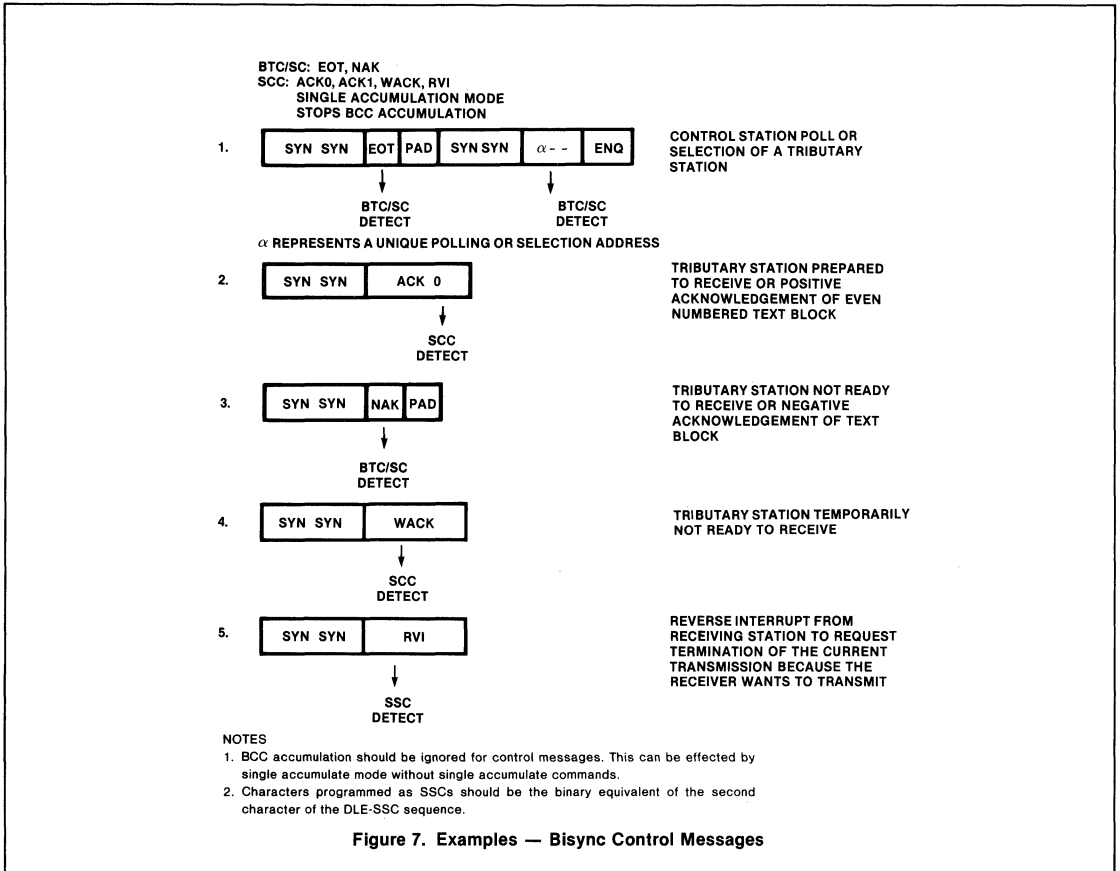 BTC/SC: EOT, NAK
SCC: ACK0, ACK1, WACK, RVI
SINGLE ACCUMULATION MODE
STOPS BCC ACCUMULATION
1. SYN SYN EOT PAD SYN SYN α - - ENQ
CONTROL STATION POLL OR
SELECTION OF A TRIBUTARY
STATION
BTC/SC
DETECT
BTC/SC
DETECT
α REPRESENTS A UNIQUE POLLING OR SELECTION ADDRESS
2. SYN SYN ACK 0
TRIBUTARY STATION PREPARED
TO RECEIVE OR POSITIVE
ACKNOWLEDGEMENT OF EVEN
NUMBERED TEXT BLOCK
SCC
DETECT
3. SYN SYN NAK PAD
TRIBUTARY STATION NOT READY
TO RECEIVE OR NEGATIVE
ACKNOWLEDGEMENT OF TEXT
BLOCK
BTC/SC
DETECT
4. SYN SYN WACK
TRIBUTARY STATION TEMPORARILY
NOT READY TO RECEIVE
SCC
DETECT
5. SYN SYN RVI
REVERSE INTERRUPT FROM
RECEIVING STATION TO REQUEST
TERMINATION OF THE CURRENT
TRANSMISSION BECAUSE THE
RECEIVER WANTS TO TRANSMIT
SSC
DETECT
NOTES
1. BCC accumulation should be ignored for control messages. This can be effected by
single accumulate mode without single accumulate commands.
2. Characters programmed as SSCs should be the binary equivalent of the second
character of the DLE-SSC sequence.
Figure 7. Examples — Bisync Control Messages